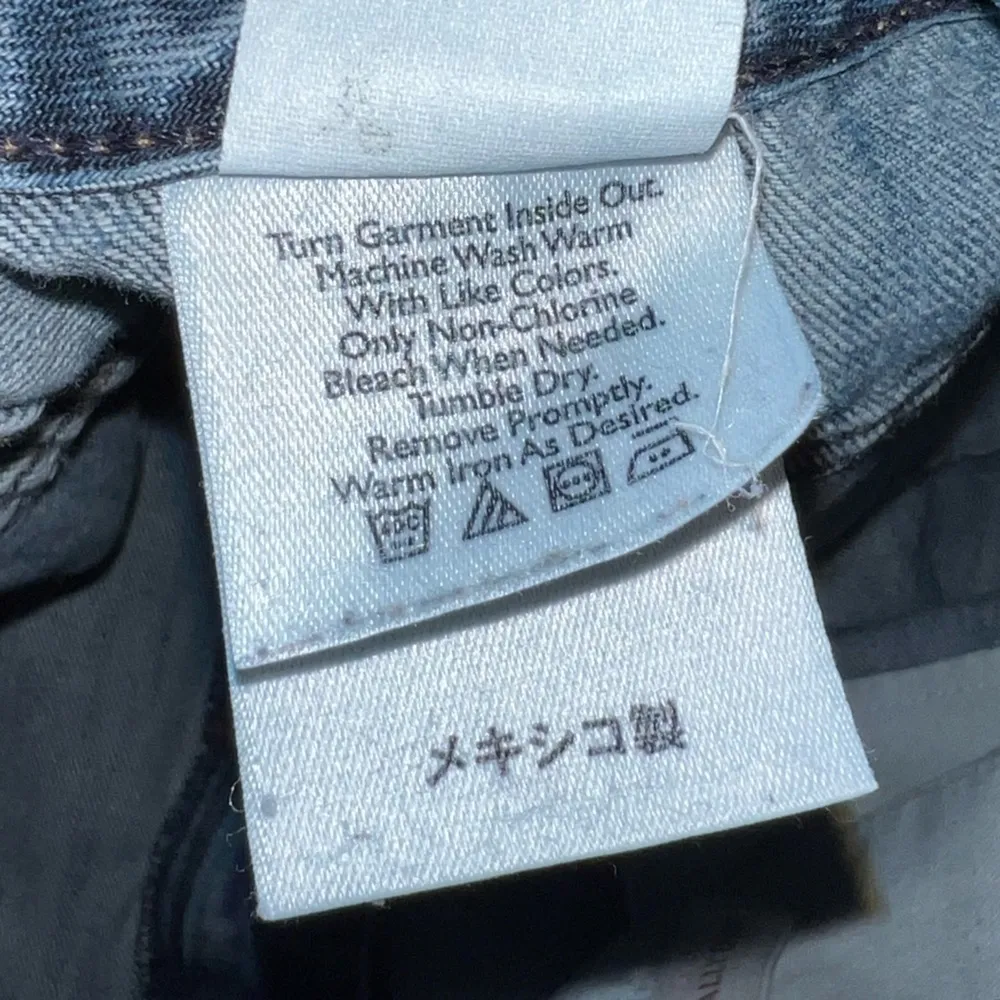 Turn Garment Inside Out.
Machine Wash Warm
With Like Colors.
Only Non-Chlorine
Bleach When Needed.
Tumble Dry.
Remove Promptly.
Warm Iron As Desired.
40C
メキシコ製